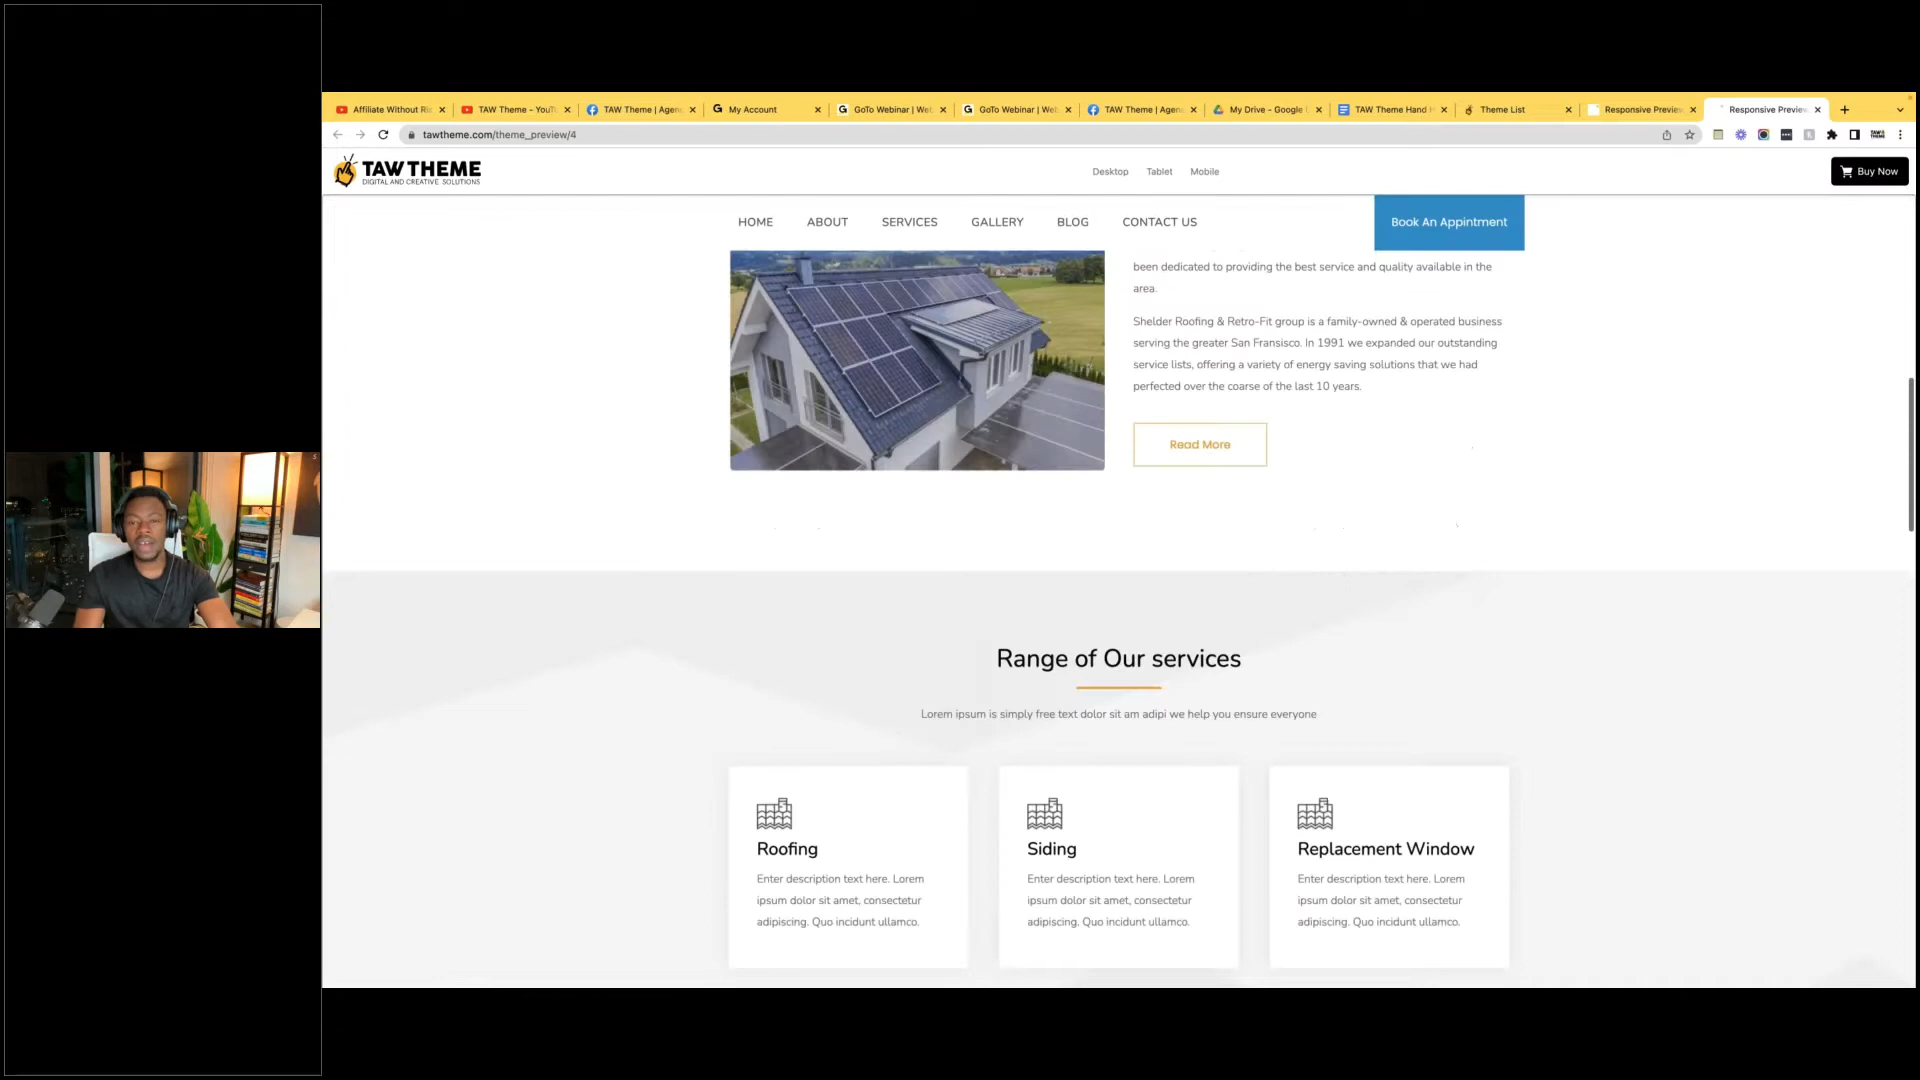 Affiliate Without Ri
TAW Theme - YouTu
TAW Theme | Agen
My Account
GoTo Webinar | We
GoTo Webinar | We
TAW Theme | Agen
My Drive - Google
TAW Theme Hand H
Theme List
Responsive Preview
Responsive Preview
tawtheme.com/theme_preview/4
TAW THEME
DIGITAL AND CREATIVE SOLUTIONS
Desktop
Tablet
Mobile
Buy Now
HOME
ABOUT
SERVICES
GALLERY
BLOG
CONTACT US
Book An Appintment
been dedicated to providing the best service and quality available in the
area.
Shelder Roofing & Retro-Fit group is a family-owned & operated business
serving the greater San Fransisco. In 1991 we expanded our outstanding
service lists, offering a variety of energy saving solutions that we had
perfected over the coarse of the last 10 years.
Read More
Range of Our services
Lorem ipsum is simply free text dolor sit am adipi we help you ensure everyone
Roofing
Enter description text here. Lorem
ipsum dolor sit amet, consectetur
adipiscing. Quo incidunt ullamco.
Siding
Enter description text here. Lorem
ipsum dolor sit amet, consectetur
adipiscing. Quo incidunt ullamco.
Replacement Window
Enter description text here. Lorem
ipsum dolor sit amet, consectetur
adipiscing. Quo incidunt ullamco.